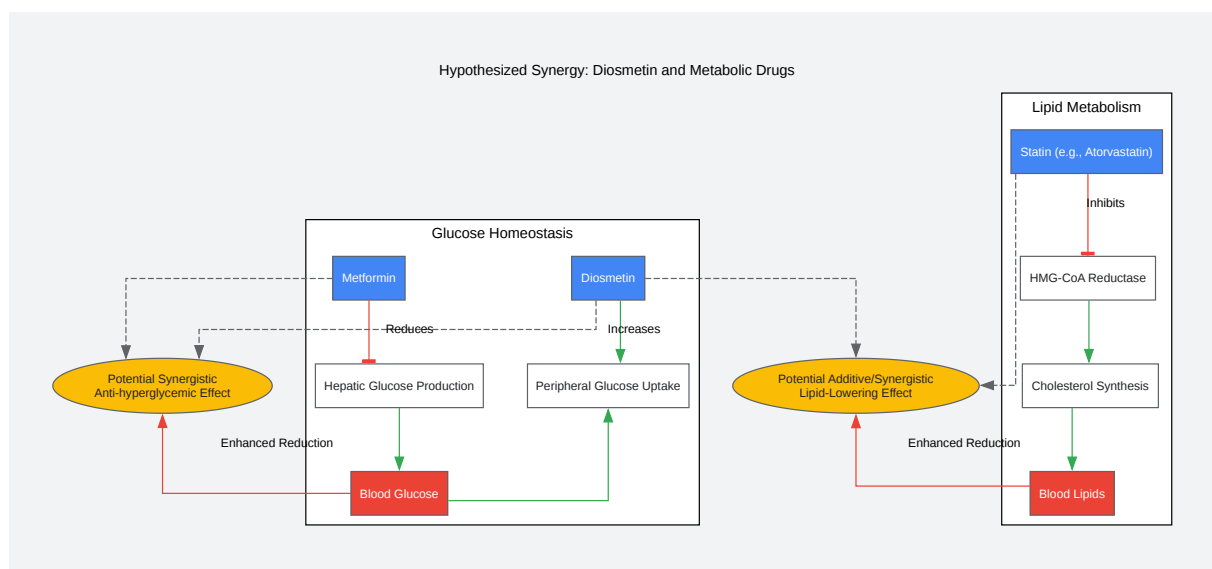 Hypothesized Synergy: Diosmetin and Metabolic Drugs
Lipid Metabolism
Statin (e.g., Atorvastatin)
Inhibits
Glucose Homeostasis
Metformin
Diosmetin
HMG-CoA Reductase
Reduces
Increases
Potential Synergistic
Anti-hyperglycemic Effect
Hepatic Glucose Production
Peripheral Glucose Uptake
Potential Additive/Synergistic
Lipid-Lowering Effect
Cholesterol Synthesis
Enhanced Reduction
Enhanced Reduction
Blood Glucose
Blood Lipids